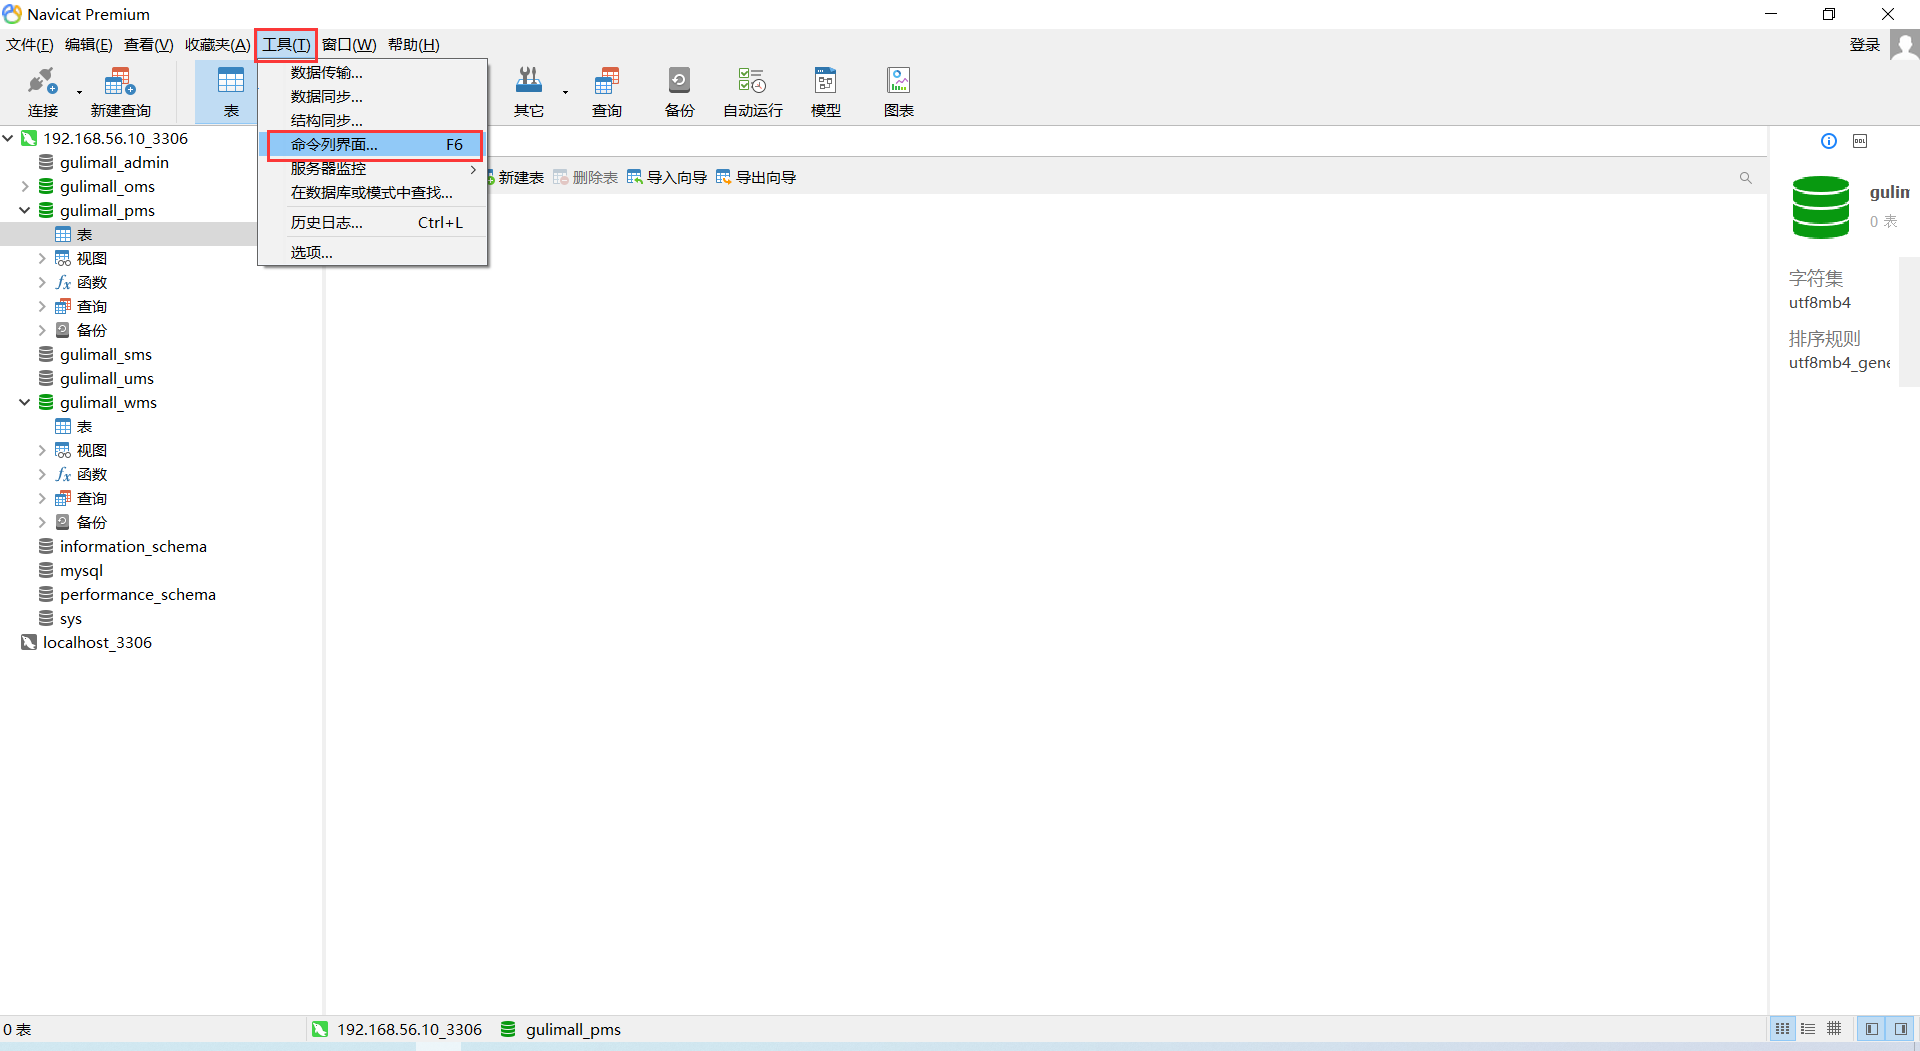 Navicat Premium
文件(F) 编辑(E) 查看(V) 收藏夹(A) 工具(T) 窗口(W) 帮助(H)
登录
连接
新建查询
表
其它
查询
备份
自动运行
模型
图表
数据传输...
数据同步...
结构同步...
命令列界面... F6
服务器监控
在数据库或模式中查找...
历史日志... Ctrl+L
选项...
新建表 删除表 导入向导 导出向导
192.168.56.10_3306
gulimall_admin
gulimall_oms
gulimall_pms
表
视图
函数
查询
备份
gulimall_sms
gulimall_ums
gulimall_wms
表
视图
函数
查询
备份
information_schema
mysql
performance_schema
sys
localhost_3306
DDL
gulim
0 表
字符集
utf8mb4
排序规则
utf8mb4_gene
0 表
192.168.56.10_3306
gulimall_pms